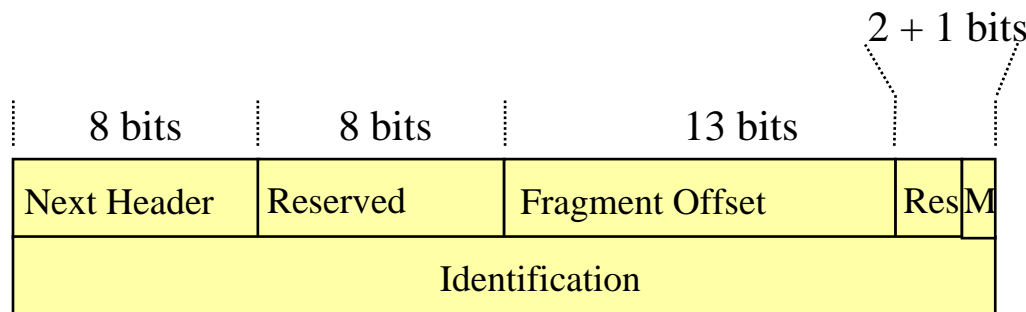 2 + 1 bits
8 bits 8 bits 13 bits
Next Header Reserved Fragment Offset Res M
Identification